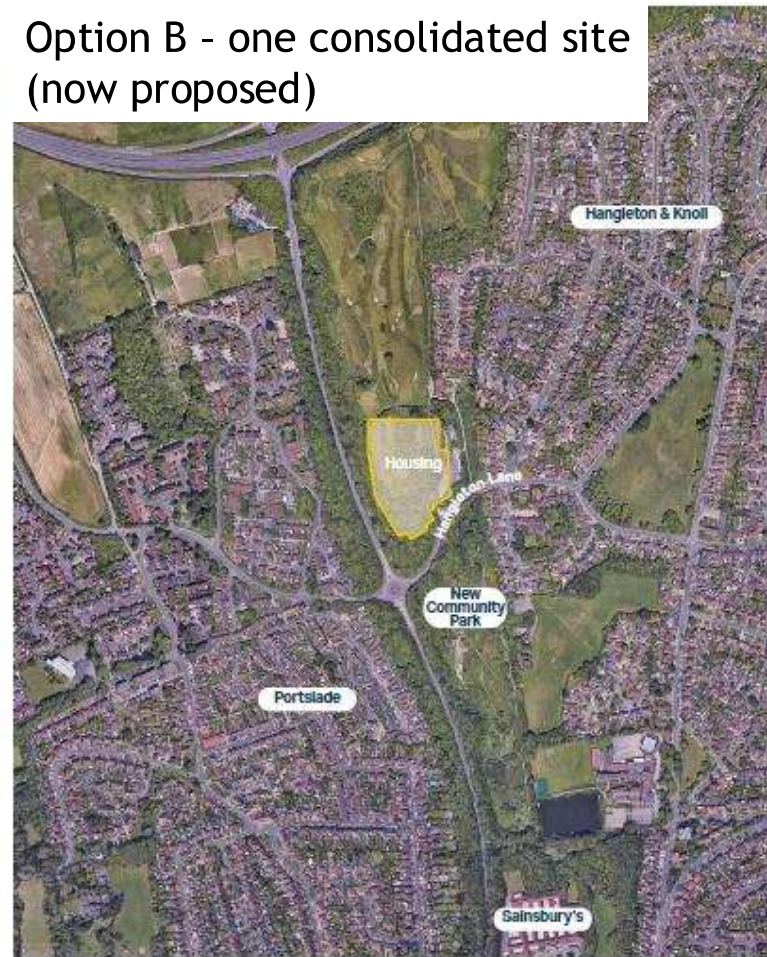 Option B – one consolidated site
(now proposed)
Hangleton & Knoll
Housing
Hangleton Lane
New
Community
Park
Portslade
Sainsbury's